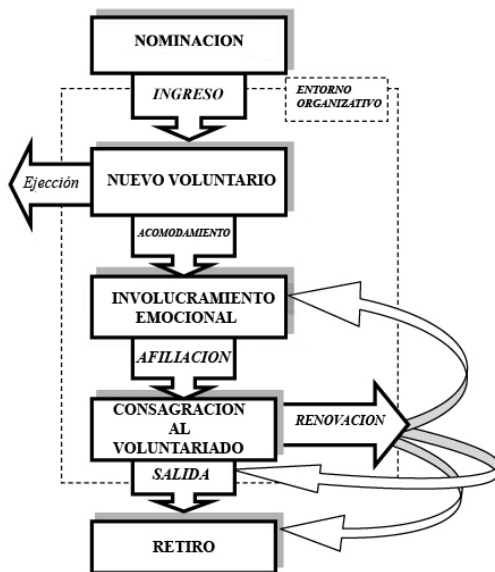 NOMINACION
INGRESO
ENTORNO
ORGANIZATIVO
Ejección
NUEVO VOLUNTARIO
ACOMODAMIENTO
INVOLUCRAMIENTO
EMOCIONAL
AFILIACION
CONSAGRACION
AL
VOLUNTARIADO
RENOVACION
SALIDA
RETIRO